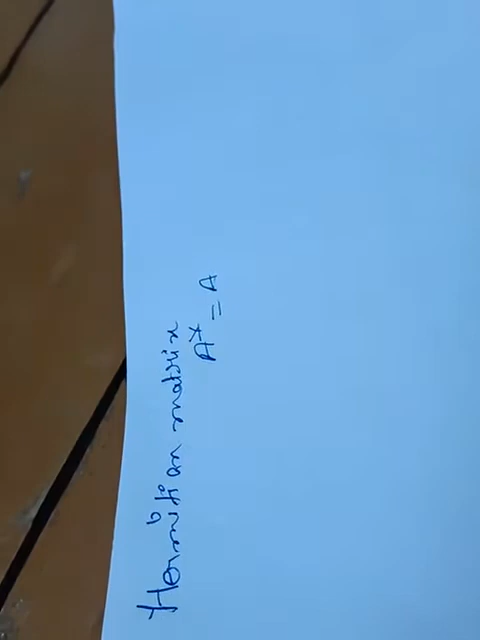 Hermitian matrix
A* = A